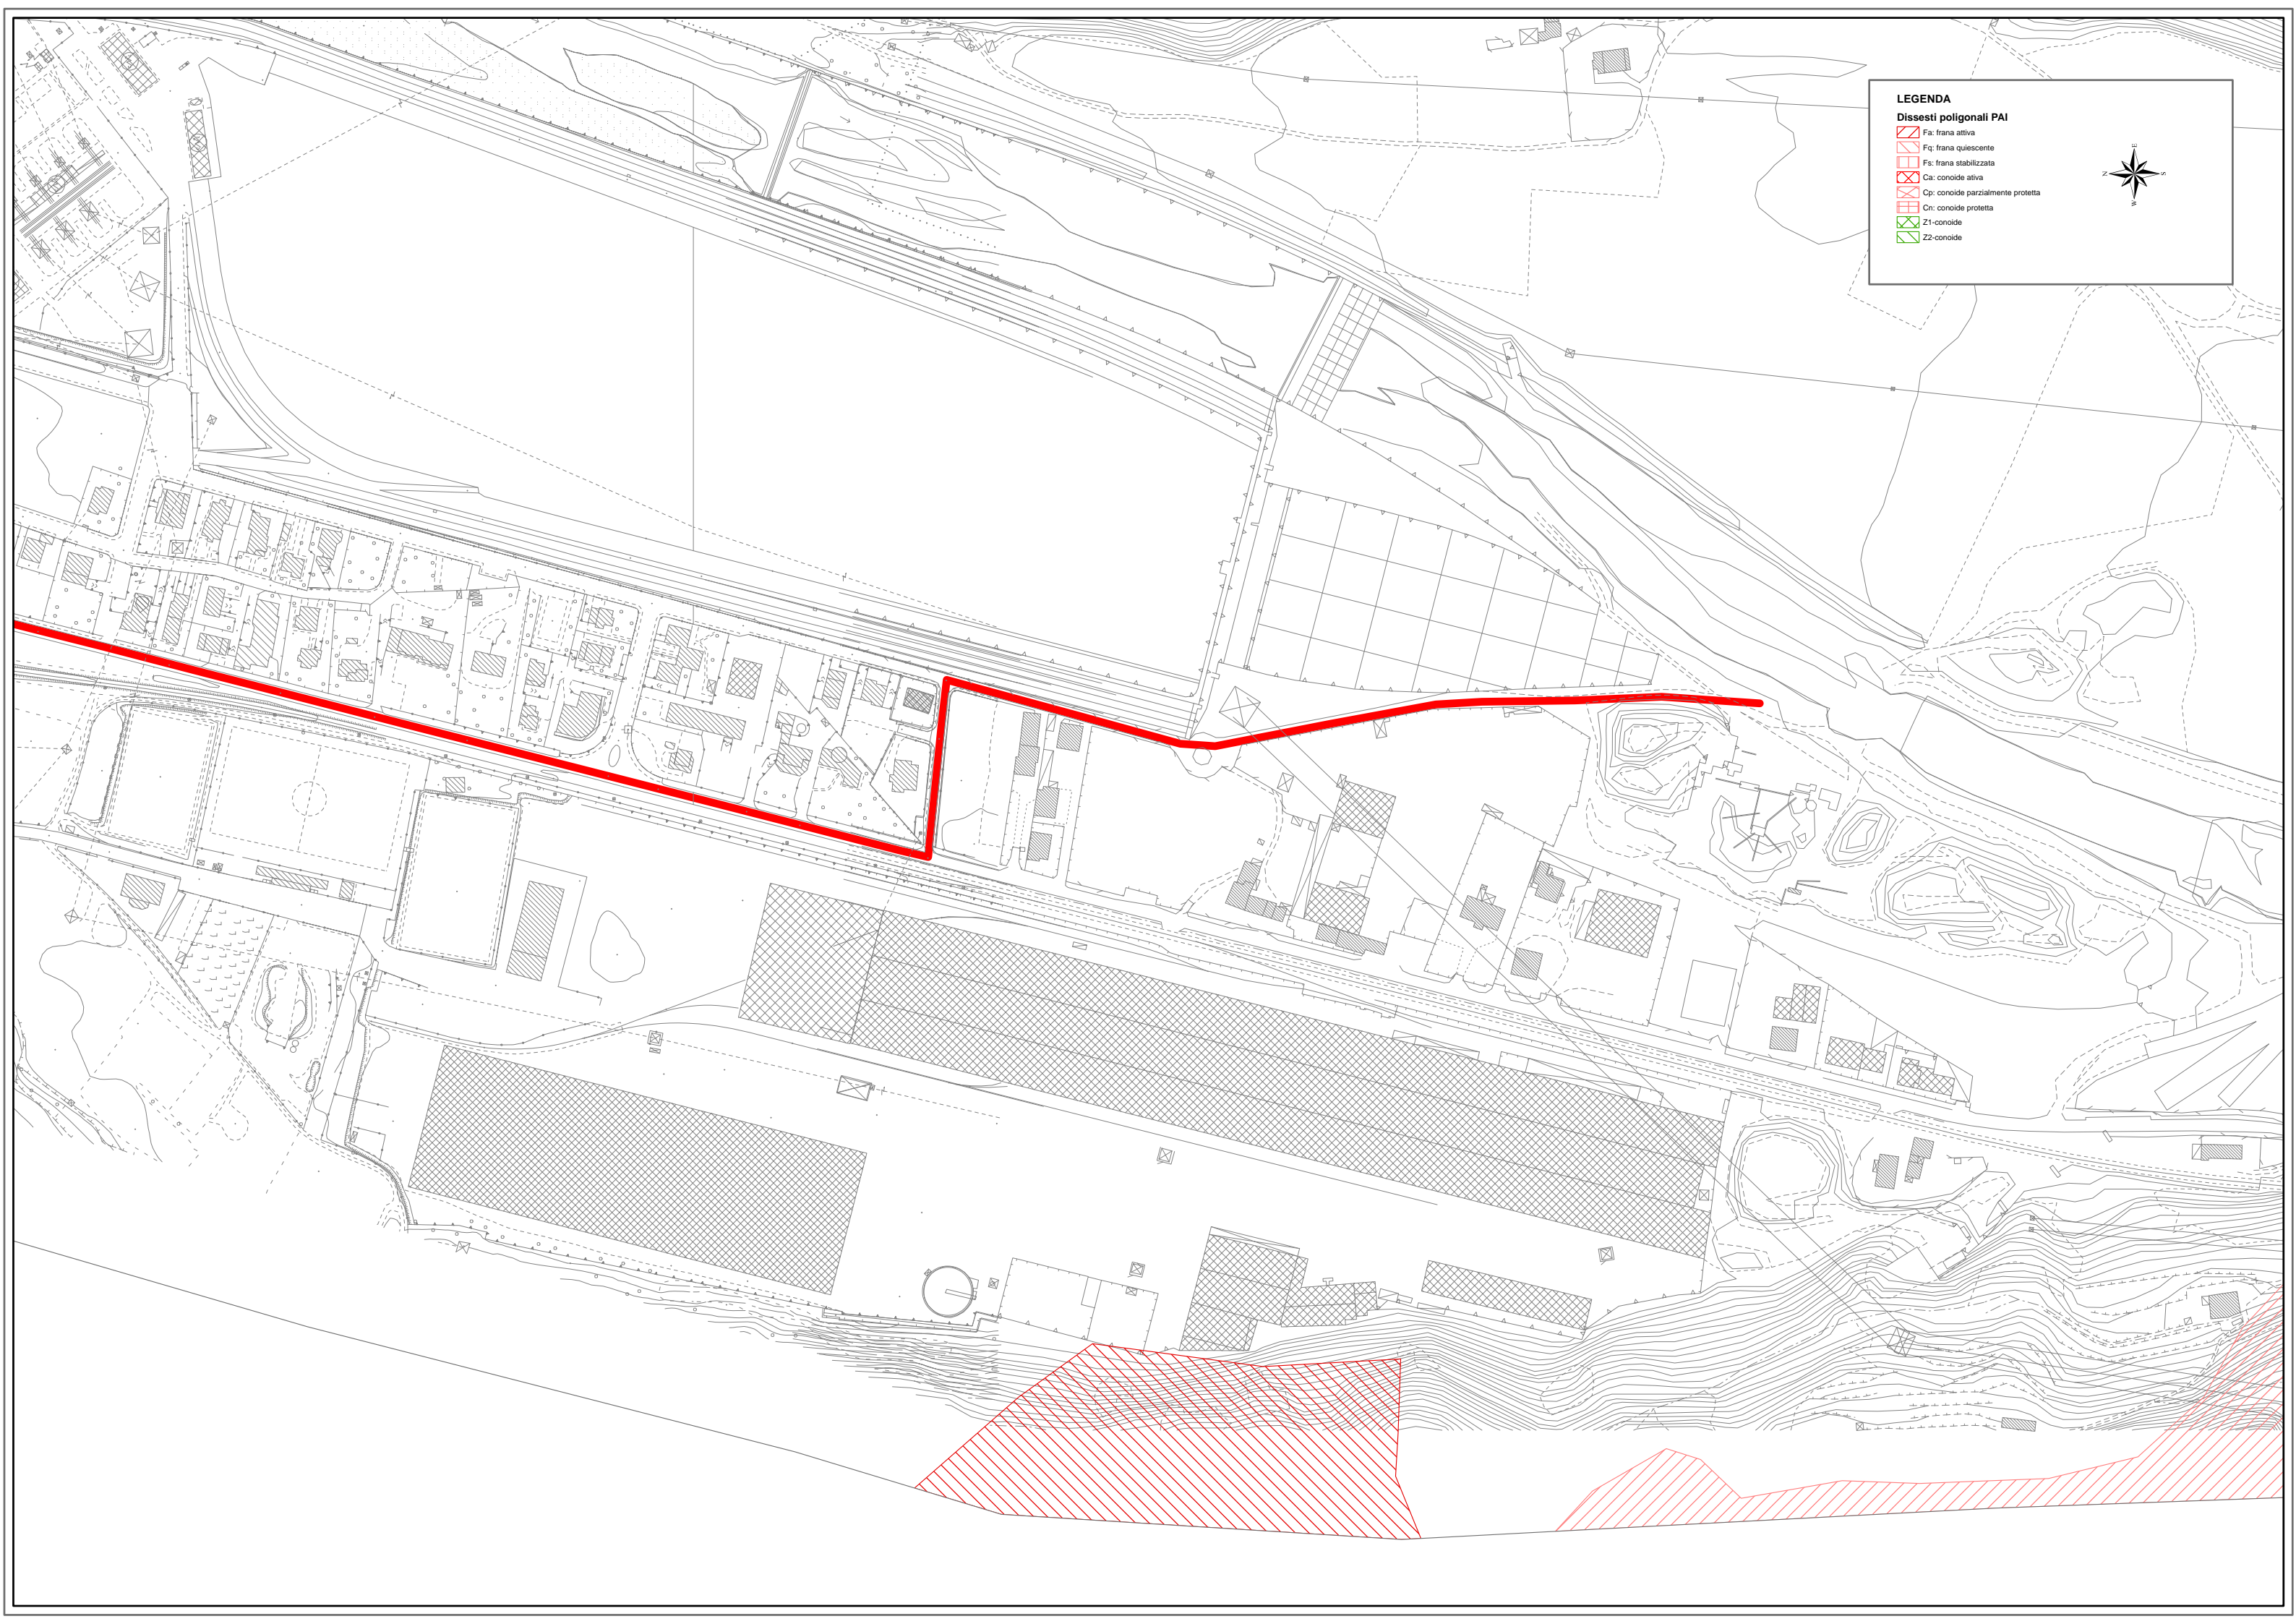 LEGENDA
Dissesti poligonali PAI
Fa: frana attiva
Fq: frana quiescente
Fs: frana stabilizzata
Ca: conoide ativa
Cp: conoide parzialmente protetta
Cn: conoide protetta
Z1-conoide
Z2-conoide
E
N
S
W